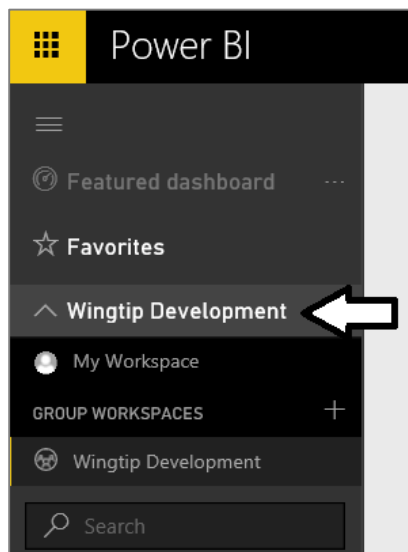 Power BI
Featured dashboard ...
Favorites
Wingtip Development
My Workspace
GROUP WORKSPACES +
Wingtip Development
Search